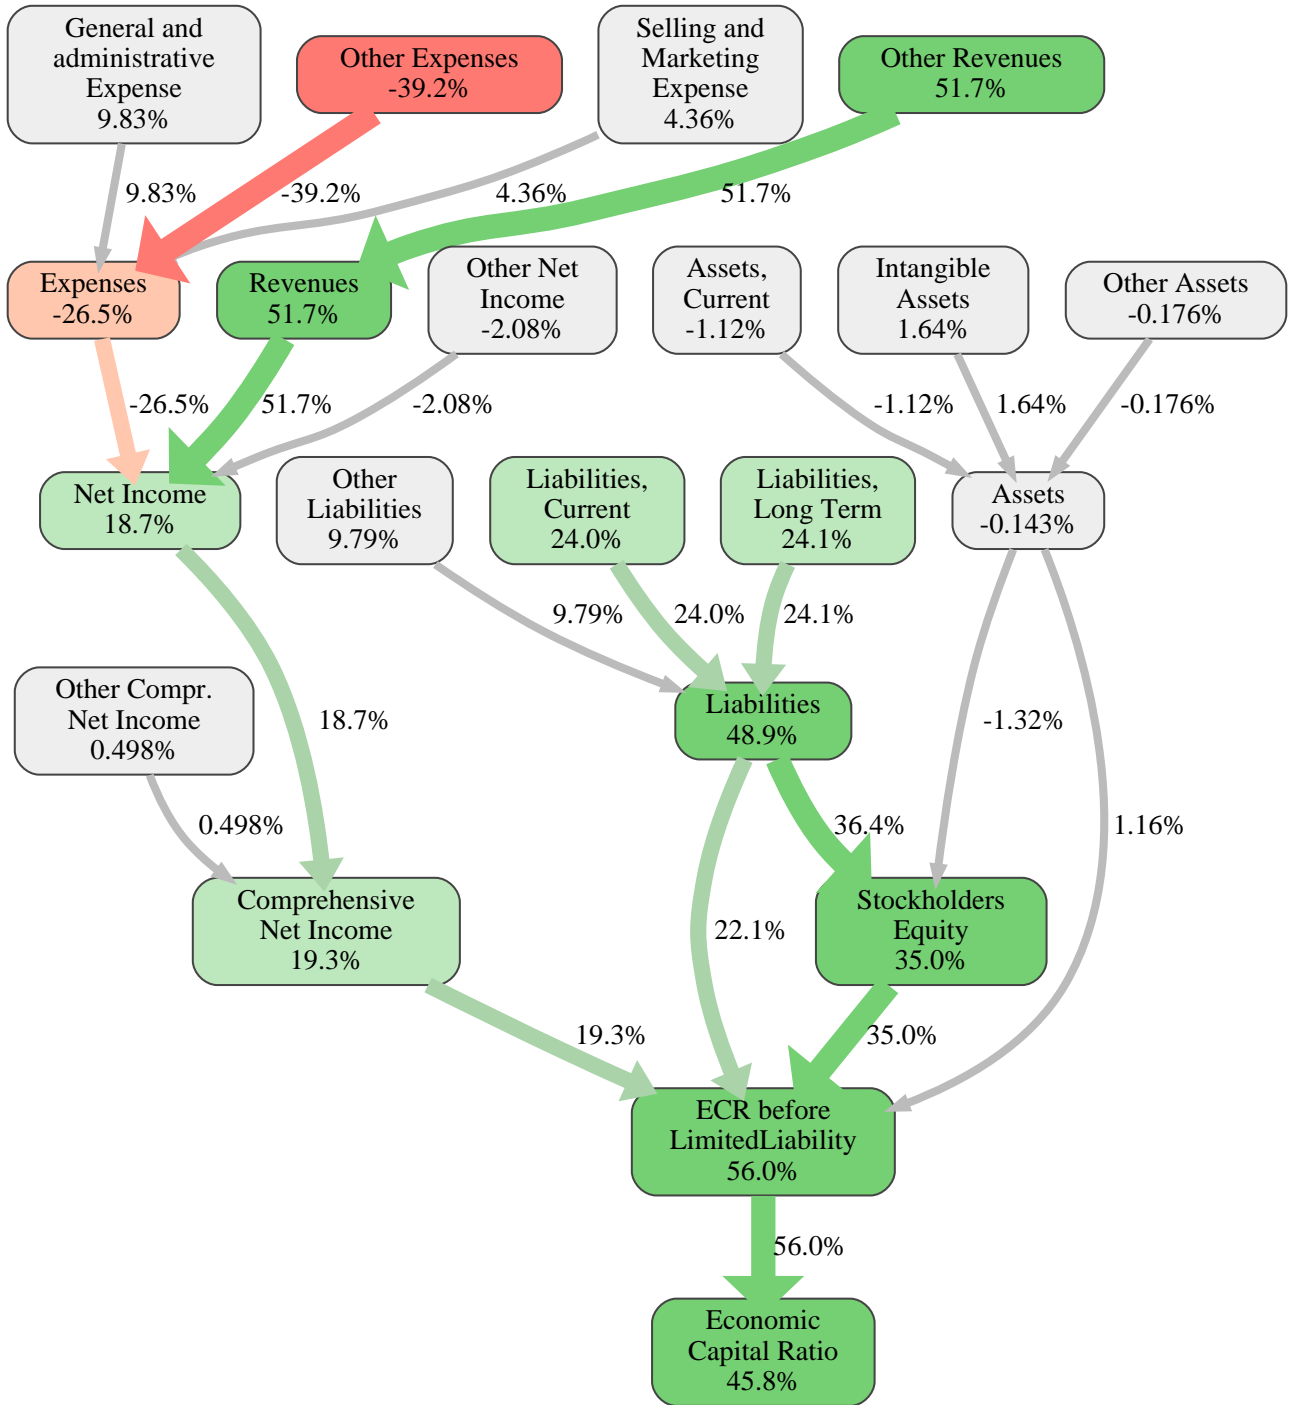 General and
administrative
Expense
9.83%
Other Expenses
-39.2%
Selling and
Marketing
Expense
4.36%
Other Revenues
51.7%
9.83%
-39.2%
4.36%
51.7%
Expenses
-26.5%
Revenues
51.7%
Other Net
Income
-2.08%
Assets,
Current
-1.12%
Intangible
Assets
1.64%
Other Assets
-0.176%
-26.5%
51.7%
-2.08%
-1.12%
1.64%
-0.176%
Net Income
18.7%
Other
Liabilities
9.79%
Liabilities,
Current
24.0%
Liabilities,
Long Term
24.1%
Assets
-0.143%
9.79%
24.0%
24.1%
Other Compr.
Net Income
0.498%
18.7%
Liabilities
48.9%
-1.32%
0.498%
36.4%
1.16%
Comprehensive
Net Income
19.3%
22.1%
Stockholders
Equity
35.0%
19.3%
35.0%
ECR before
LimitedLiability
56.0%
56.0%
Economic
Capital Ratio
45.8%